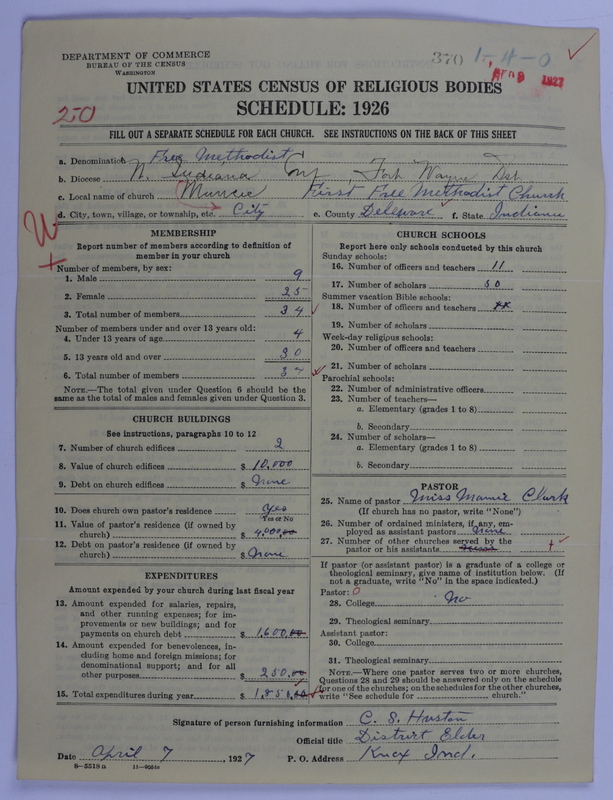 DEPARTMENT OF COMMERCE
BUREAU OF THE CENSUS
WASHINGTON
370 1-4-0
APR 9 1927
UNITED STATES CENSUS OF RELIGIOUS BODIES
SCHEDULE: 1926
250
FILL OUT A SEPARATE SCHEDULE FOR EACH CHURCH. SEE INSTRUCTIONS ON THE BACK OF THIS SHEET
a. Denomination Free Methodist
b. Diocese N. Indiana Conf, Fort Wayne Dst
c. Local name of church Muncie First Free Methodist Church
d. City, town, village, or township, etc. City e. County Delaware f. State Indiana
MEMBERSHIP
Report number of members according to definition of
member in your church
Number of members, by sex:
1. Male 9
2. Female 25
3. Total number of members 34
Number of members under and over 13 years old:
4. Under 13 years of age 4
5. 13 years old and over 30
6. Total number of members
NOTE.—The total given under Question 6 should be the
same as the total of males and females given under Question 3.
CHURCH BUILDINGS
See instructions, paragraphs 10 to 12
7. Number of church edifices 2
8. Value of church edifices $ 10,000
9. Debt on church edifices $ None
10. Does church own pastor's residence yes
Yes or No
11. Value of pastor's residence (if owned by
church) $ 4,000.00
12. Debt on pastor's residence (if owned by
church) $ None
EXPENDITURES
Amount expended by your church during last fiscal year
13. Amount expended for salaries, repairs,
and other running expenses; for im-
provements or new buildings; and for
payments on church debt $ 1,600.00
14. Amount expended for benevolences, in-
cluding home and foreign missions; for
denominational support; and for all
other purposes $ 250.00
15. Total expenditures during year $ 1,850.00
CHURCH SCHOOLS
Report here only schools conducted by this church
Sunday schools:
16. Number of officers and teachers 11
17. Number of scholars 50
Summer vacation Bible schools:
18. Number of officers and teachers
19. Number of scholars
Week-day religious schools:
20. Number of officers and teachers
21. Number of scholars
Parochial schools:
22. Number of administrative officers
23. Number of teachers—
a. Elementary (grades 1 to 8)
b. Secondary
24. Number of scholars—
a. Elementary (grades 1 to 8)
b. Secondary
PASTOR
25. Name of pastor Miss Mamie Clark
(If church has no pastor, write "None")
26. Number of ordained ministers, if any, em-
ployed as assistant pastors None
27. Number of other churches served by the
pastor or his assistants
If pastor (or assistant pastor) is a graduate of a college or
theological seminary, give name of institution below. (If
not a graduate, write "No" in the space indicated.)
Pastor: 0
28. College No
29. Theological seminary
Assistant pastor:
30. College
31. Theological seminary
NOTE.—Where one pastor serves two or more churches,
Questions 28 and 29 should be answered only on the schedule
for one of the churches; on the schedules for the other churches,
write "See schedule for church."
Signature of person furnishing information C. S. Huston
Official title District Elder
Date April 7, 1927 P. O. Address Knox Ind.